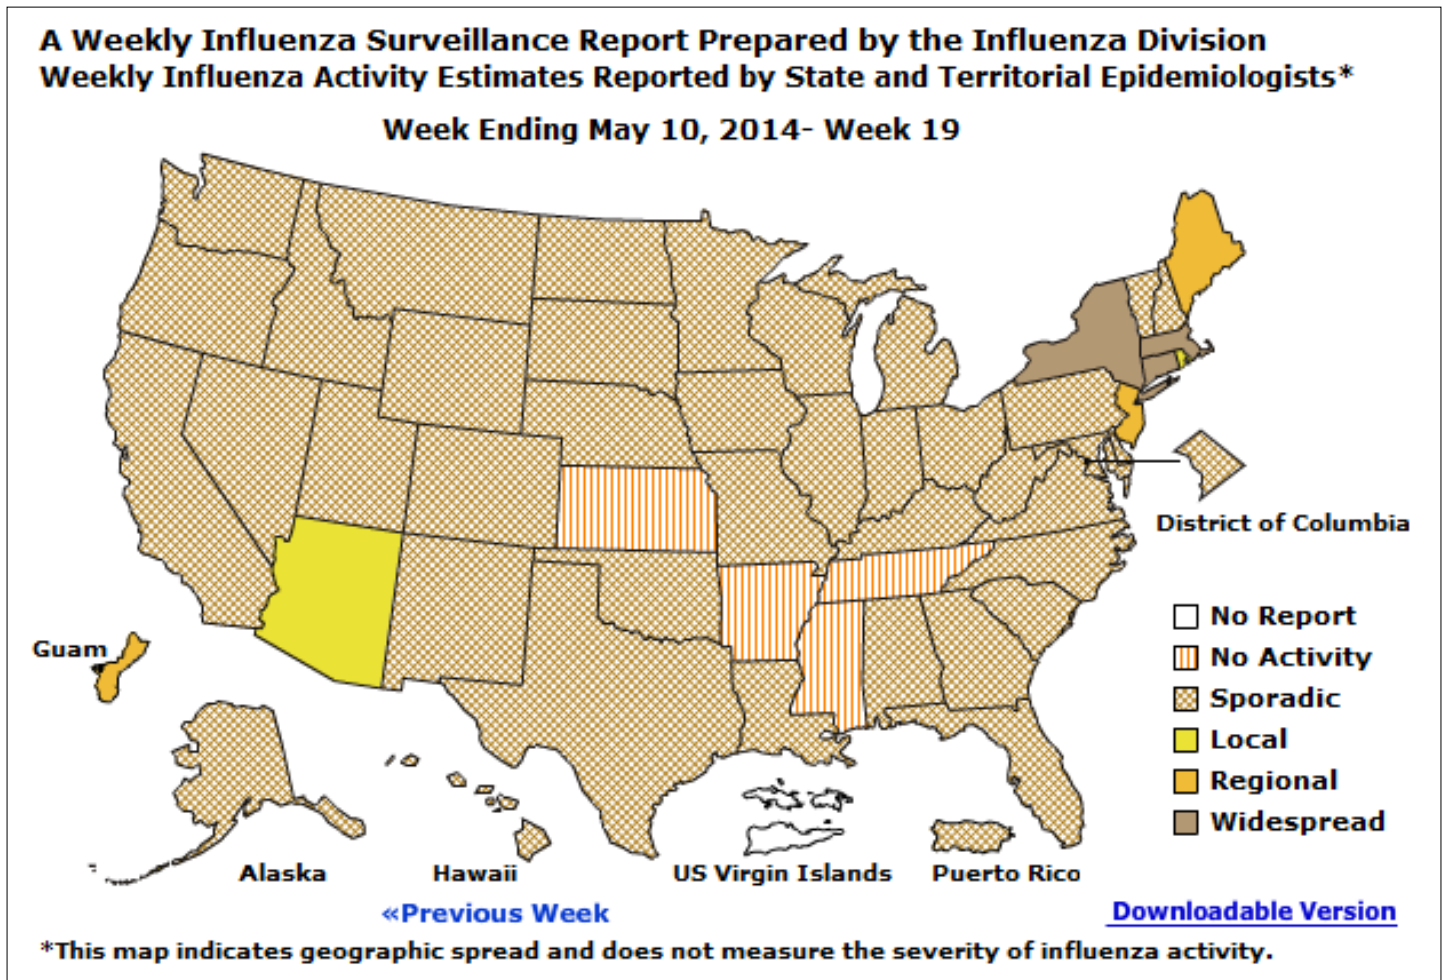 A Weekly Influenza Surveillance Report Prepared by the Influenza Division
Weekly Influenza Activity Estimates Reported by State and Territorial Epidemiologists*
Week Ending May 10, 2014- Week 19
District of Columbia
No Report
Guam
No Activity
Sporadic
Local
Regional
Widespread
Alaska
Hawaii
US Virgin Islands
Puerto Rico
«Previous Week
Downloadable Version
*This map indicates geographic spread and does not measure the severity of influenza activity.